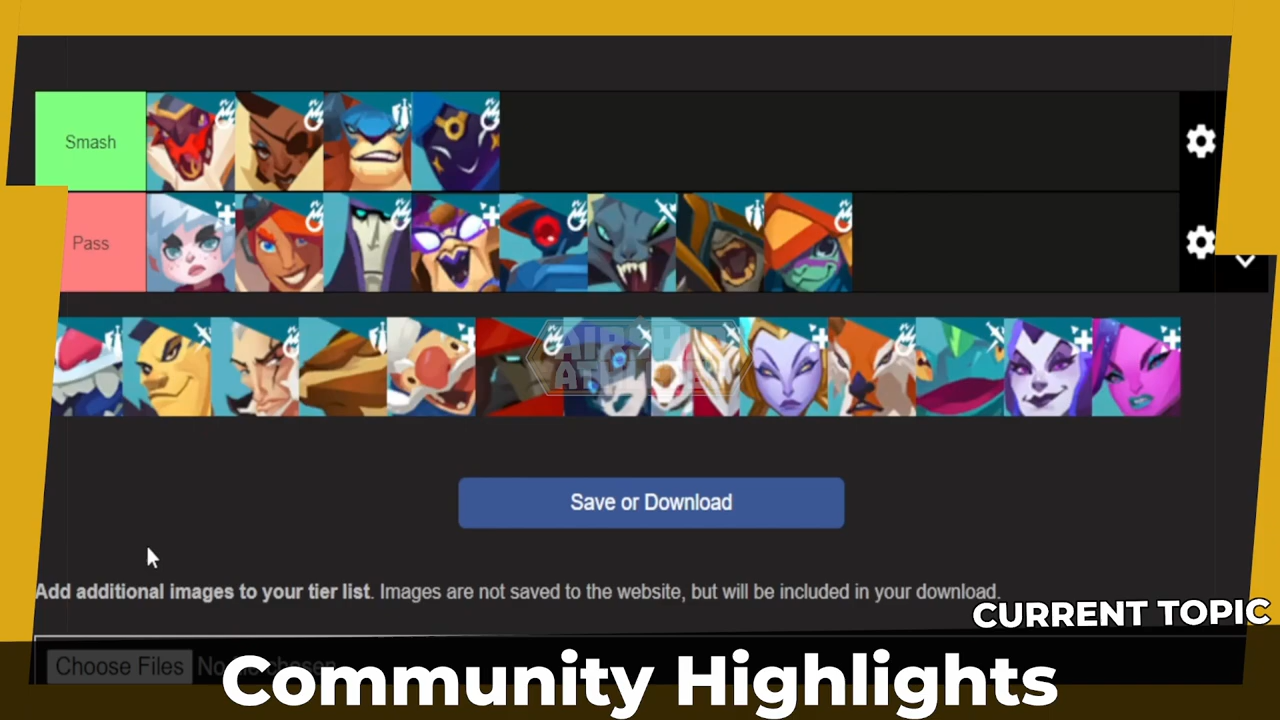 Smash
Pass
Save or Download
Add additional images to your tier list. Images are not saved to the website, but will be included in your download.
CURRENT TOPIC
Choose Files
Community Highlights